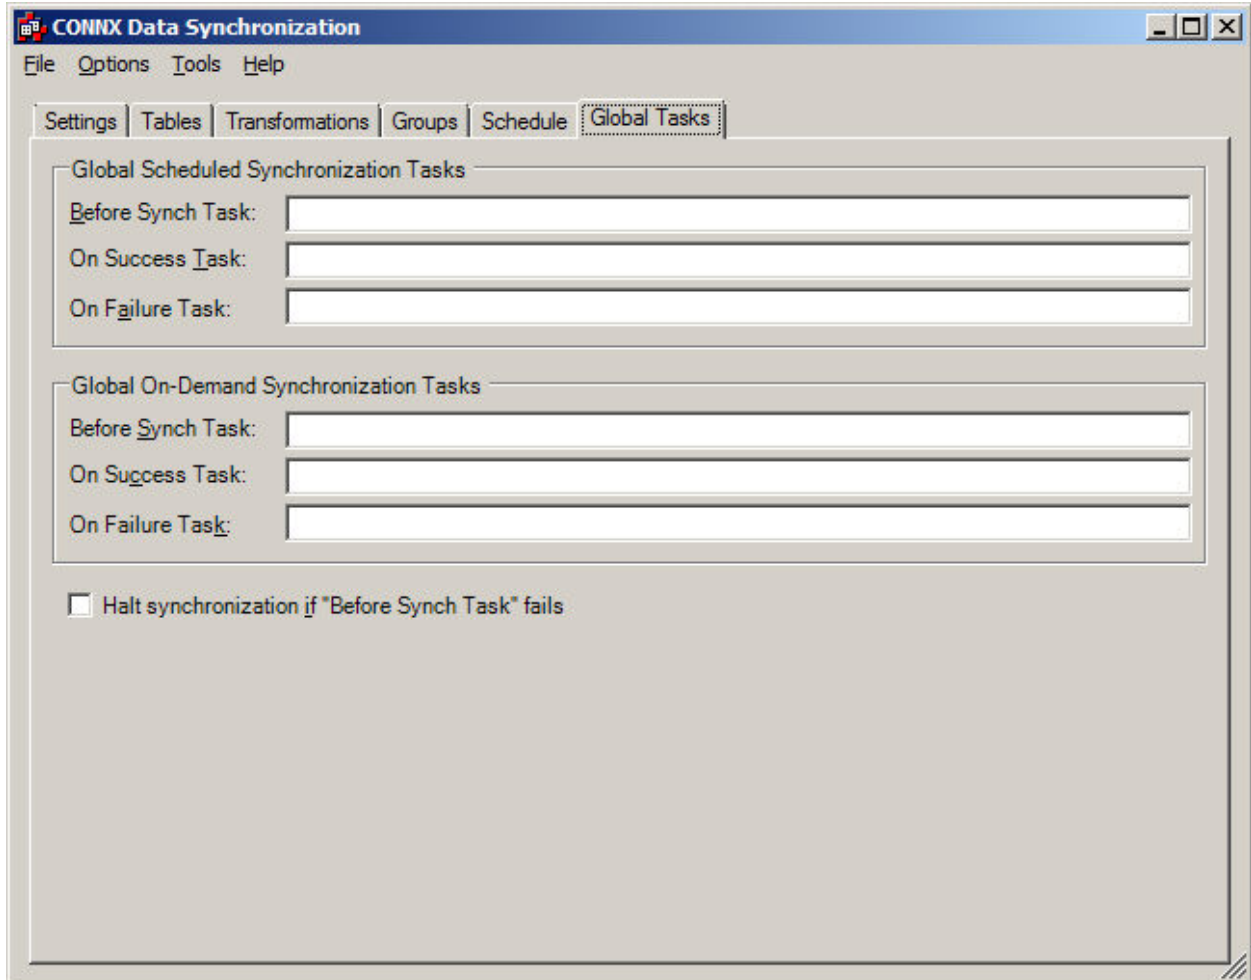 CONNX Data Synchronization
File Options Tools Help
Settings Tables Transformations Groups Schedule Global Tasks
Global Scheduled Synchronization Tasks
Before Synch Task:
On Success Task:
On Failure Task:
Global On-Demand Synchronization Tasks
Before Synch Task:
On Success Task:
On Failure Task:
Halt synchronization if "Before Synch Task" fails